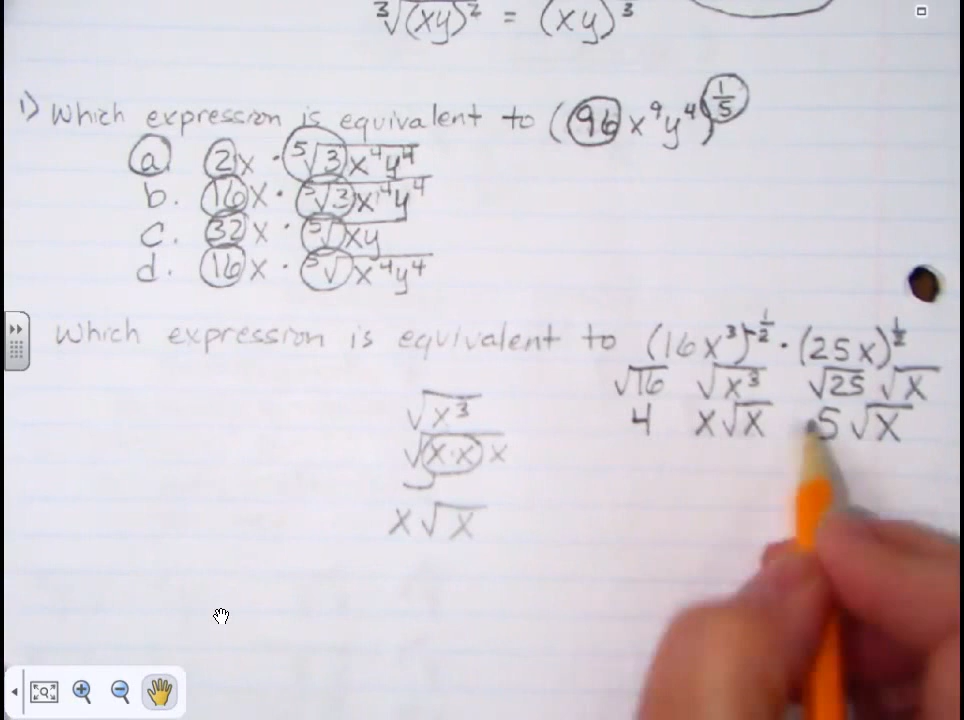 ∛(xy)² = (xy)³
1) Which expression is equivalent to (96x⁹y⁴)^(1/5)
a. 2x · ⁵√3x⁴y⁴
b. 16x · ⁵√3x⁴y⁴
c. 32x · ⁵√xy
d. 16x · ⁵√x⁴y⁴
Which expression is equivalent to (16x³)^(1/2) · (25x)^(1/2)
√16 √x³ √25 √x
4 x√x 5√x
√x³
√x·x x
x√x